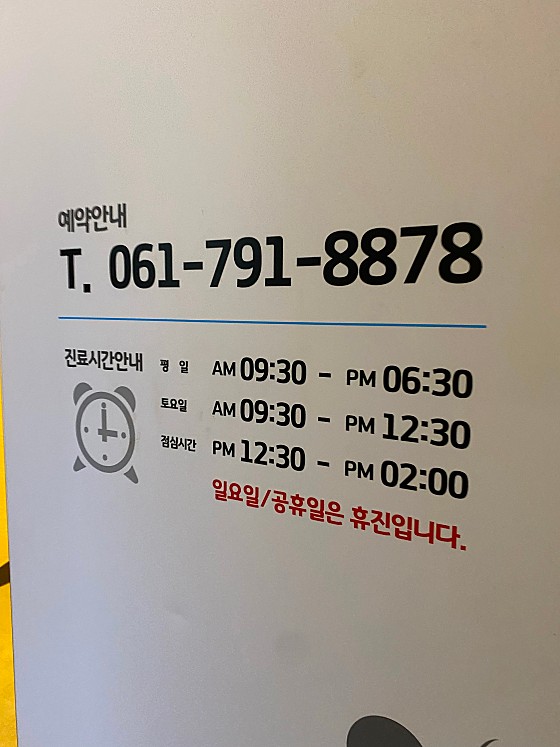 예약안내
T. 061-791-8878
진료시간안내
평 일 AM 09:30 - PM 06:30
토요일 AM 09:30 - PM 12:30
점심시간 PM 12:30 - PM 02:00
일요일/공휴일은 휴진입니다.